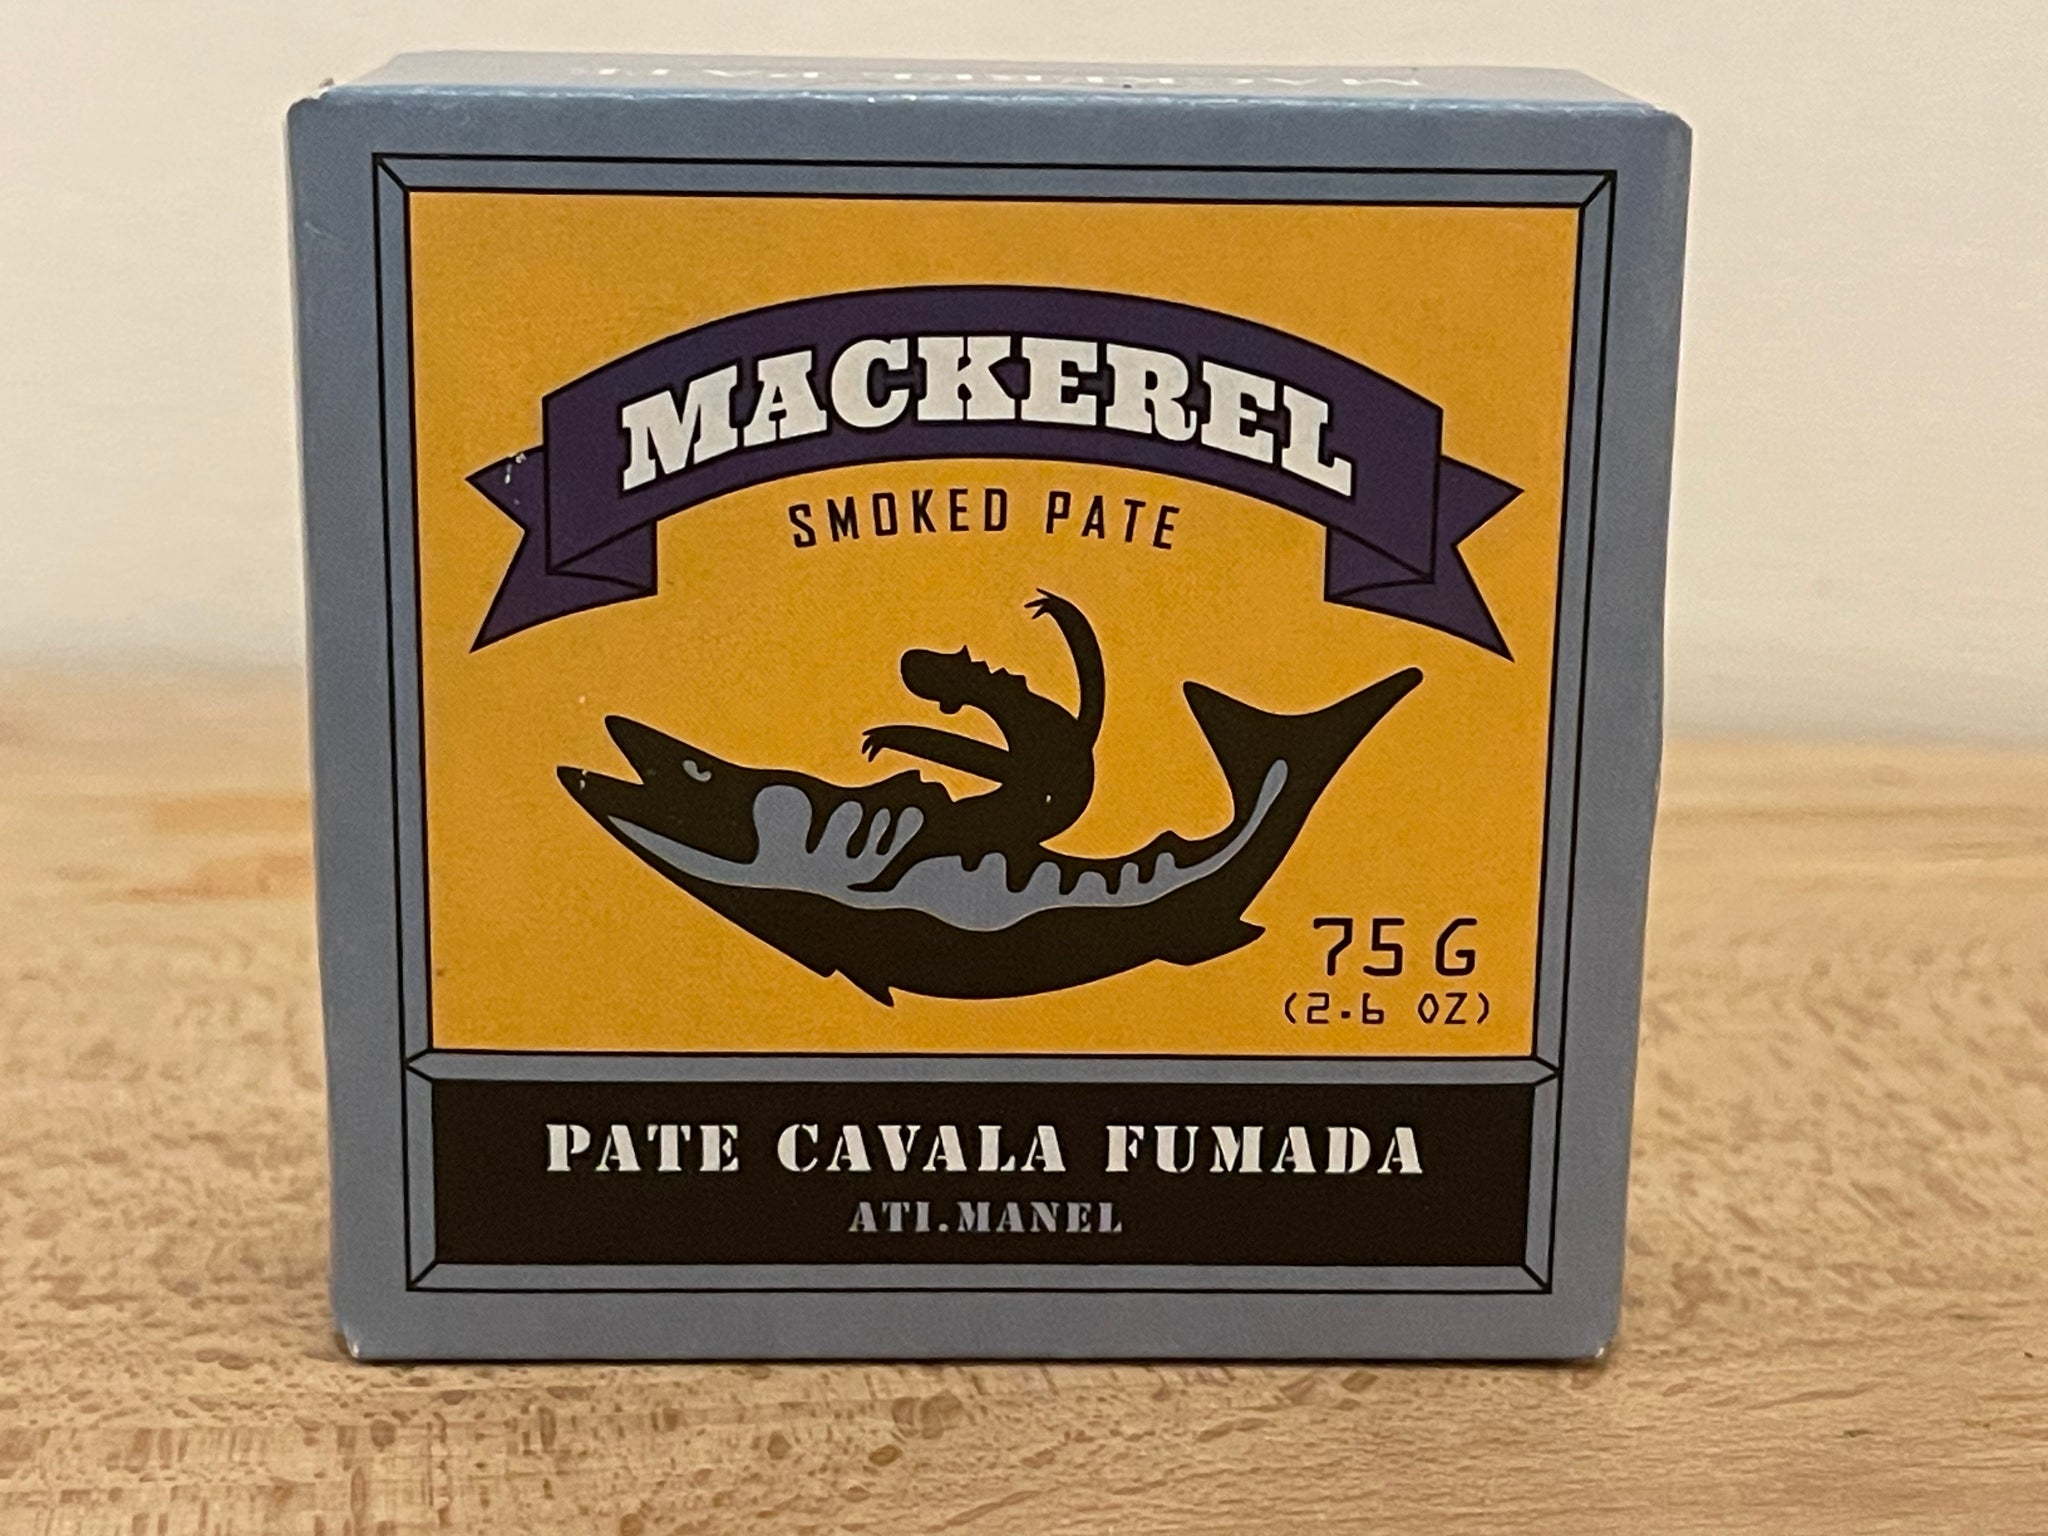 MACKEREL
SMOKED PATE
75 G
(2.6 OZ)
PATE CAVALA FUMADA
ATI.MANEL